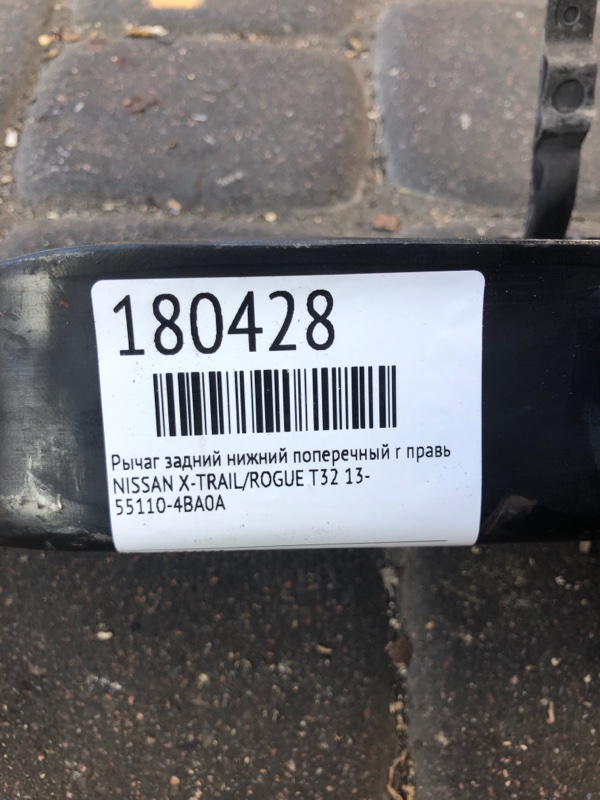 180428
Рычаг задний нижний поперечный r правь
NISSAN X-TRAIL/ROGUE T32 13-
55110-4BA0A